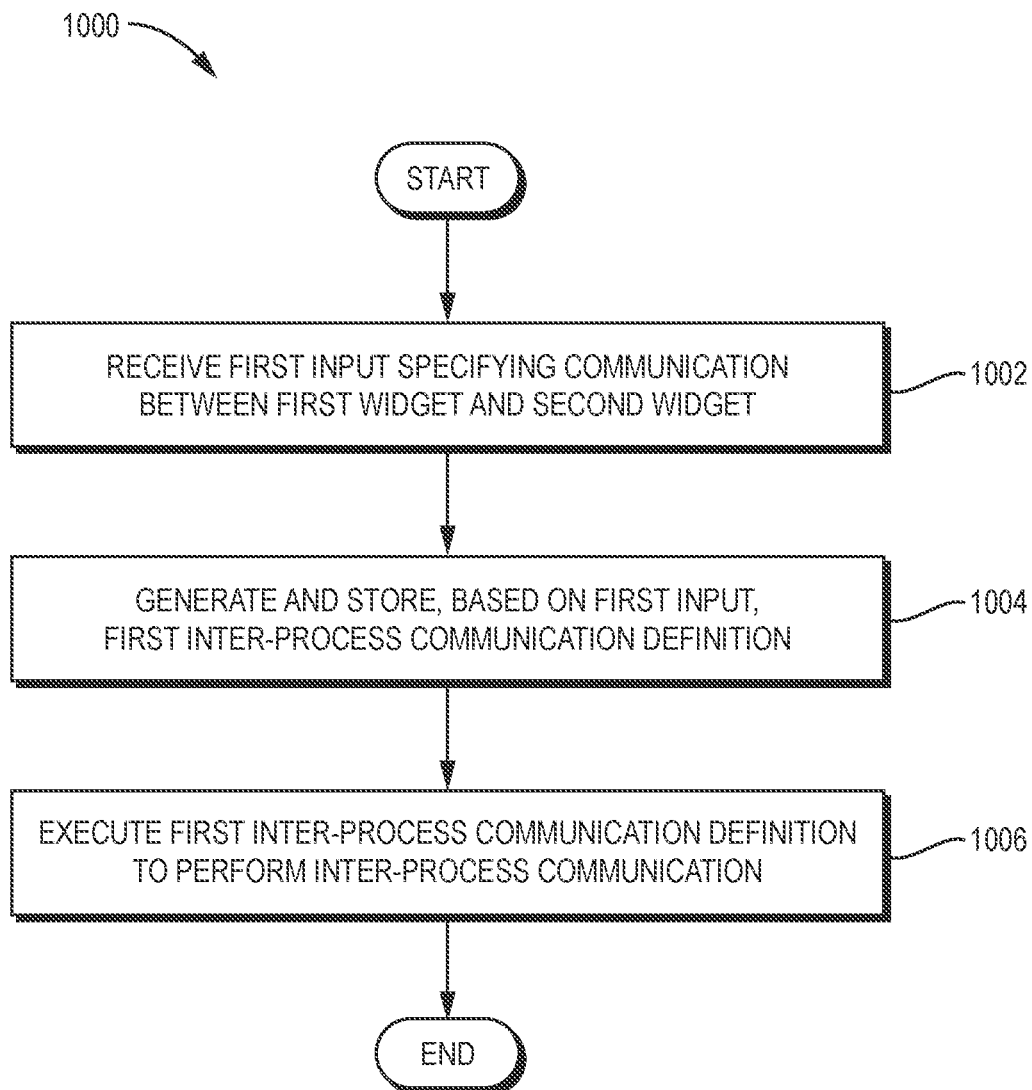 1000
START
RECEIVE FIRST INPUT SPECIFYING COMMUNICATION
BETWEEN FIRST WIDGET AND SECOND WIDGET
1002
GENERATE AND STORE, BASED ON FIRST INPUT,
FIRST INTER-PROCESS COMMUNICATION DEFINITION
1004
EXECUTE FIRST INTER-PROCESS COMMUNICATION DEFINITION
TO PERFORM INTER-PROCESS COMMUNICATION
1006
END